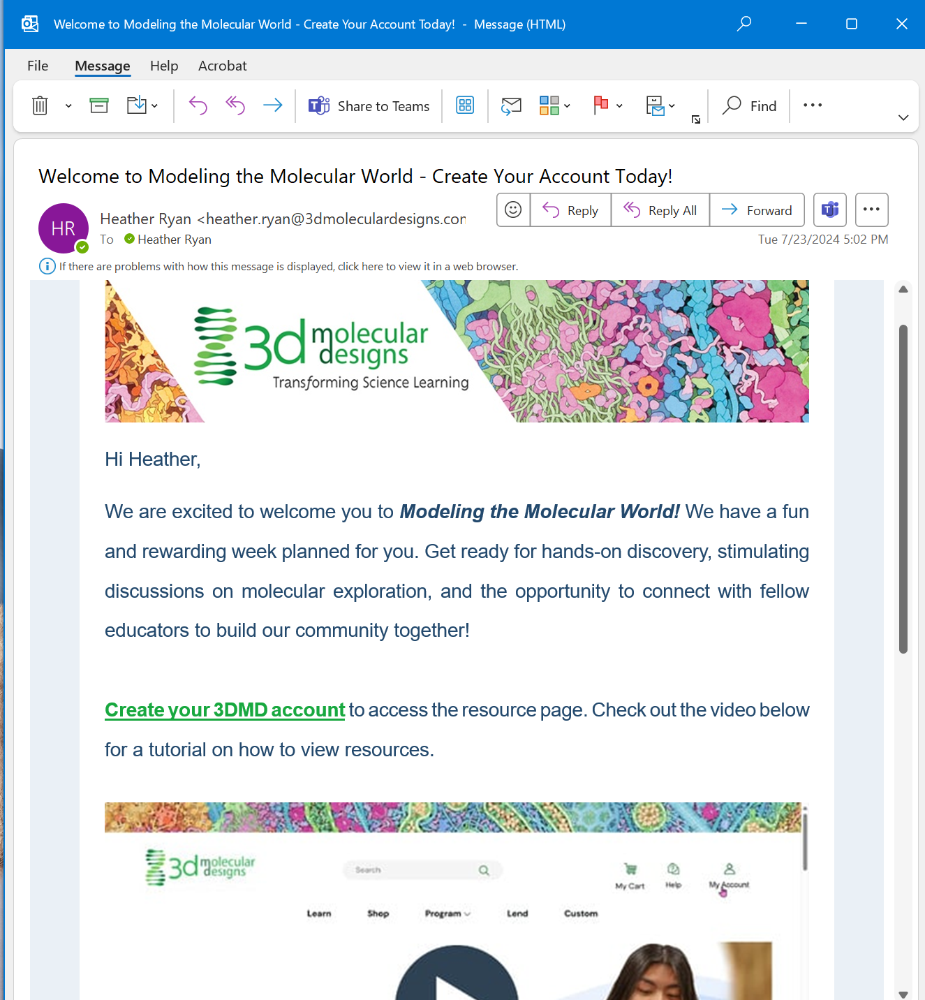 Welcome to Modeling the Molecular World - Create Your Account Today! - Message (HTML)
File Message Help Acrobat
Share to Teams
Find
Welcome to Modeling the Molecular World - Create Your Account Today!
HR
Heather Ryan <heather.ryan@3dmoleculardesigns.con
Reply
Reply All
Forward
To Heather Ryan
Tue 7/23/2024 5:02 PM
If there are problems with how this message is displayed, click here to view it in a web browser.
3d molecular
designs
Transforming Science Learning
Hi Heather,
We are excited to welcome you to Modeling the Molecular World! We have a fun
and rewarding week planned for you. Get ready for hands-on discovery, stimulating
discussions on molecular exploration, and the opportunity to connect with fellow
educators to build our community together!
Create your 3DMD account to access the resource page. Check out the video below
for a tutorial on how to view resources.
3d molecular
designs
Search
My Cart
Help
My Account
Learn Shop Program Lend Custom